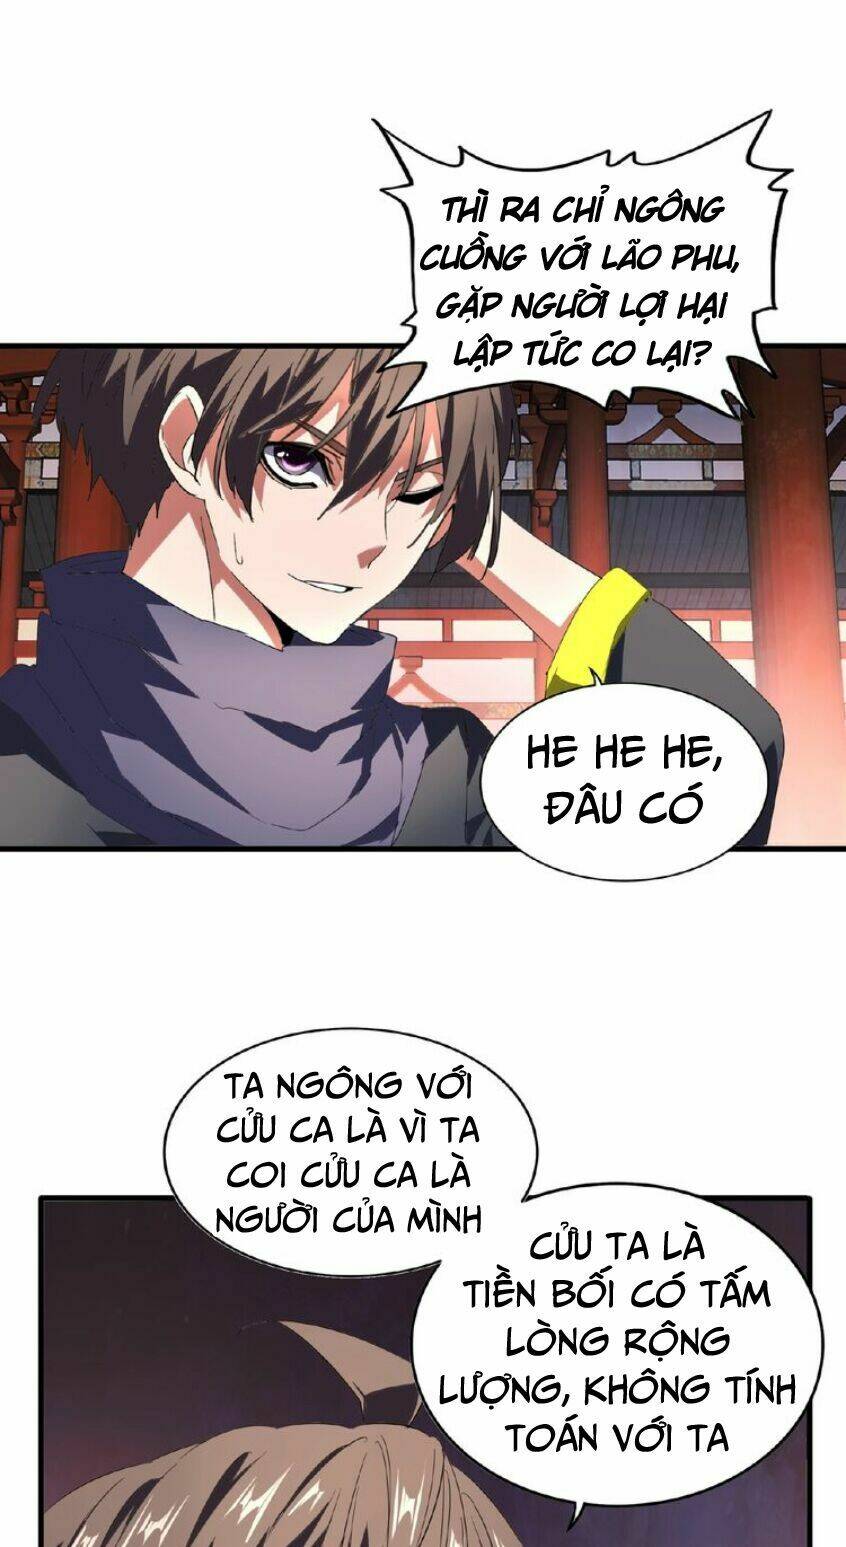 THÌ RA CHỈ NGÔNG
CUỒNG VỚI LÃO PHU,
GẶP NGƯỜI LỢI HẠI
LẬP TỨC CO LẠI?
HE HE HE,
ĐÂU CÓ
TA NGÔNG VỚI
CỬU CA LÀ VÌ TA
COI CỬU CA LÀ
NGƯỜI CỦA MÌNH
CỬU TA LÀ
TIỀN BỐI CÓ TẤM
LÒNG RỘNG
LƯỢNG, KHÔNG TÍNH
TOÁN VỚI TA